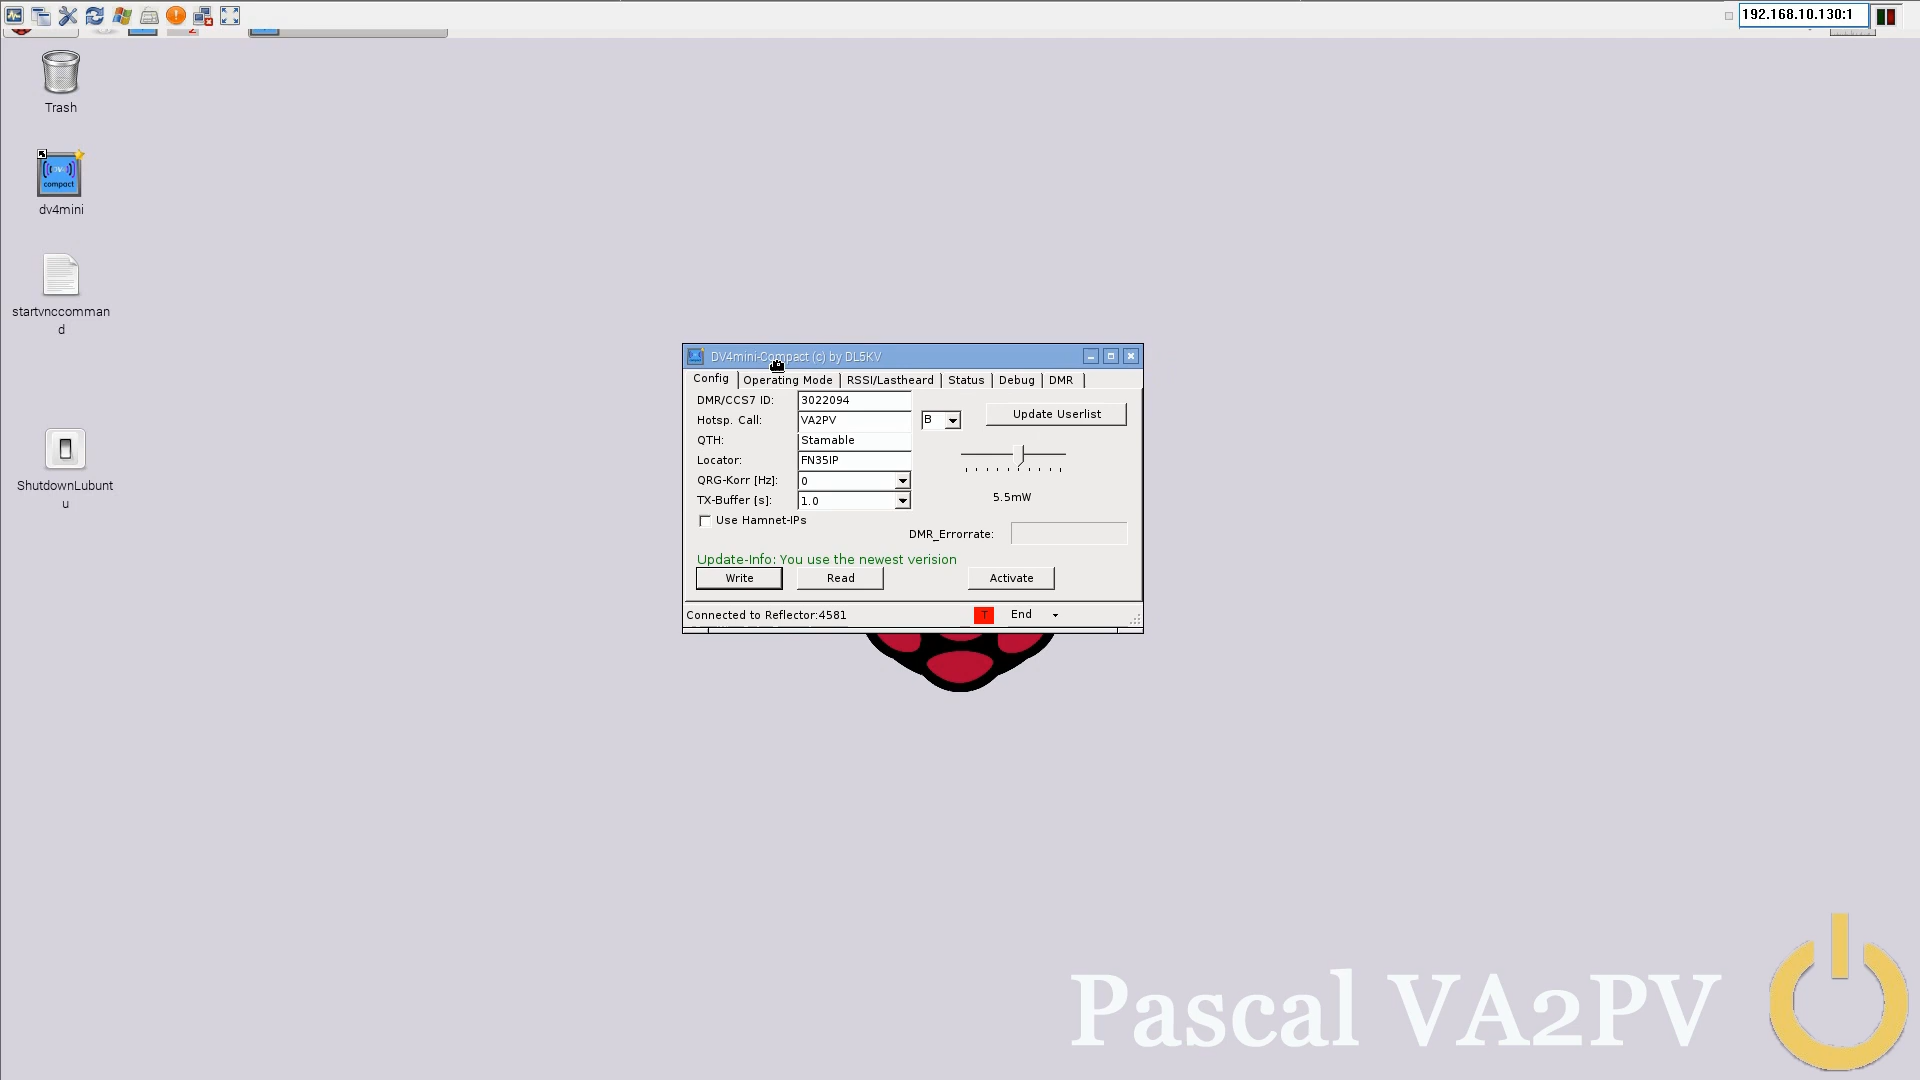 192.168.10.130:1
Trash
compact
dv4mini
startvnccomman
d
ShutdownLubunt
u
DV4mini-Compact (c) by DL5KV
Config
Operating Mode
RSSI/Lastheard
Status
Debug
DMR
DMR/CCS7 ID:
3022094
Hotsp. Call:
VA2PV
B
Update Userlist
QTH:
Stamable
Locator:
FN35IP
QRG-Korr [Hz]:
0
5.5mW
TX-Buffer [s]:
1.0
Use Hamnet-IPs
DMR_Errorrate:
Update-Info: You use the newest verision
Write
Read
Activate
Connected to Reflector:4581
T
End
Pascal VA2PV